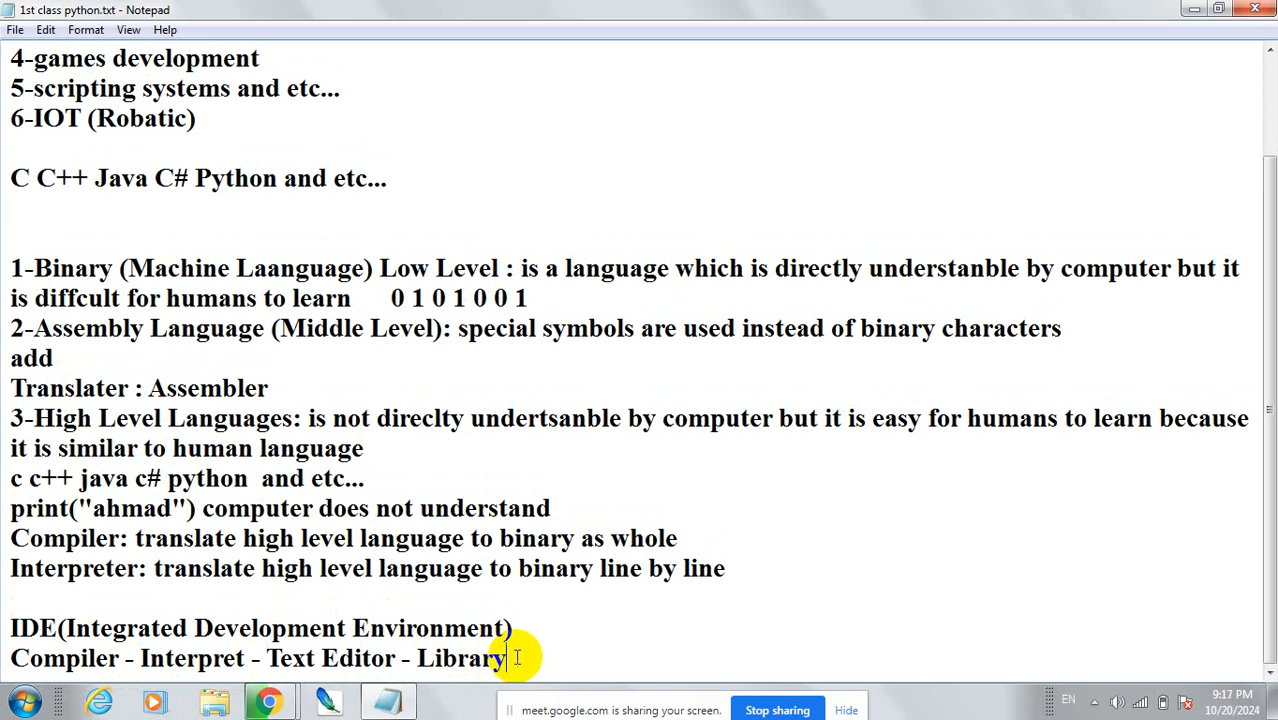 1st class python.txt - Notepad
File Edit Format View Help
4-games development
5-scripting systems and etc...
6-IOT (Robatic)
C C++ Java C# Python and etc...
1-Binary (Machine Laanguage) Low Level : is a language which is directly understanble by computer but it
is diffcult for humans to learn 0 1 0 1 0 0 1
2-Assembly Language (Middle Level): special symbols are used instead of binary characters
add
Translater : Assembler
3-High Level Languages: is not direclty undertsanble by computer but it is easy for humans to learn because
it is similar to human language
c c++ java c# python and etc...
print("ahmad") computer does not understand
Compiler: translate high level language to binary as whole
Interpreter: translate high level language to binary line by line
IDE(Integrated Development Environment)
Compiler - Interpret - Text Editor - Library
meet.google.com is sharing your screen. Stop sharing Hide
EN
9:17 PM
10/20/2024